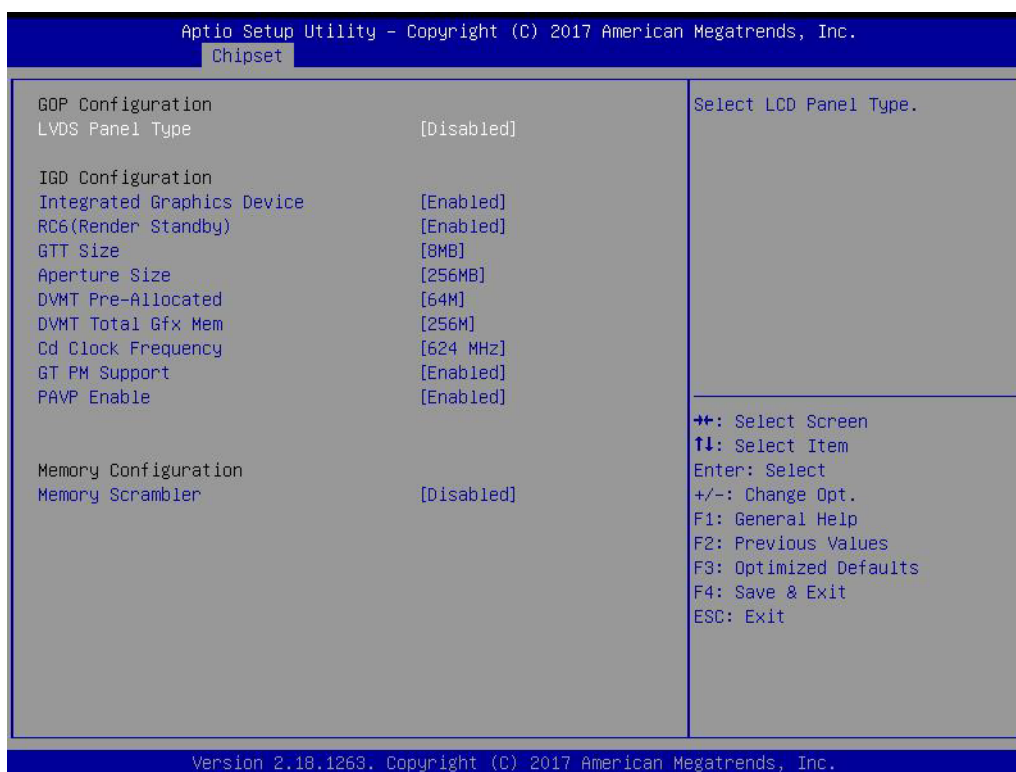 Aptio Setup Utility – Copyright (C) 2017 American Megatrends, Inc.
Chipset
GOP Configuration
LVDS Panel Type [Disabled]
IGD Configuration
Integrated Graphics Device [Enabled]
RC6(Render Standby) [Enabled]
GTT Size [8MB]
Aperture Size [256MB]
DVMT Pre-Allocated [64M]
DVMT Total Gfx Mem [256M]
Cd Clock Frequency [624 MHz]
GT PM Support [Enabled]
PAVP Enable [Enabled]
Memory Configuration
Memory Scrambler [Disabled]
Select LCD Panel Type.
→←: Select Screen
↑↓: Select Item
Enter: Select
+/-: Change Opt.
F1: General Help
F2: Previous Values
F3: Optimized Defaults
F4: Save & Exit
ESC: Exit
Version 2.18.1263. Copyright (C) 2017 American Megatrends, Inc.